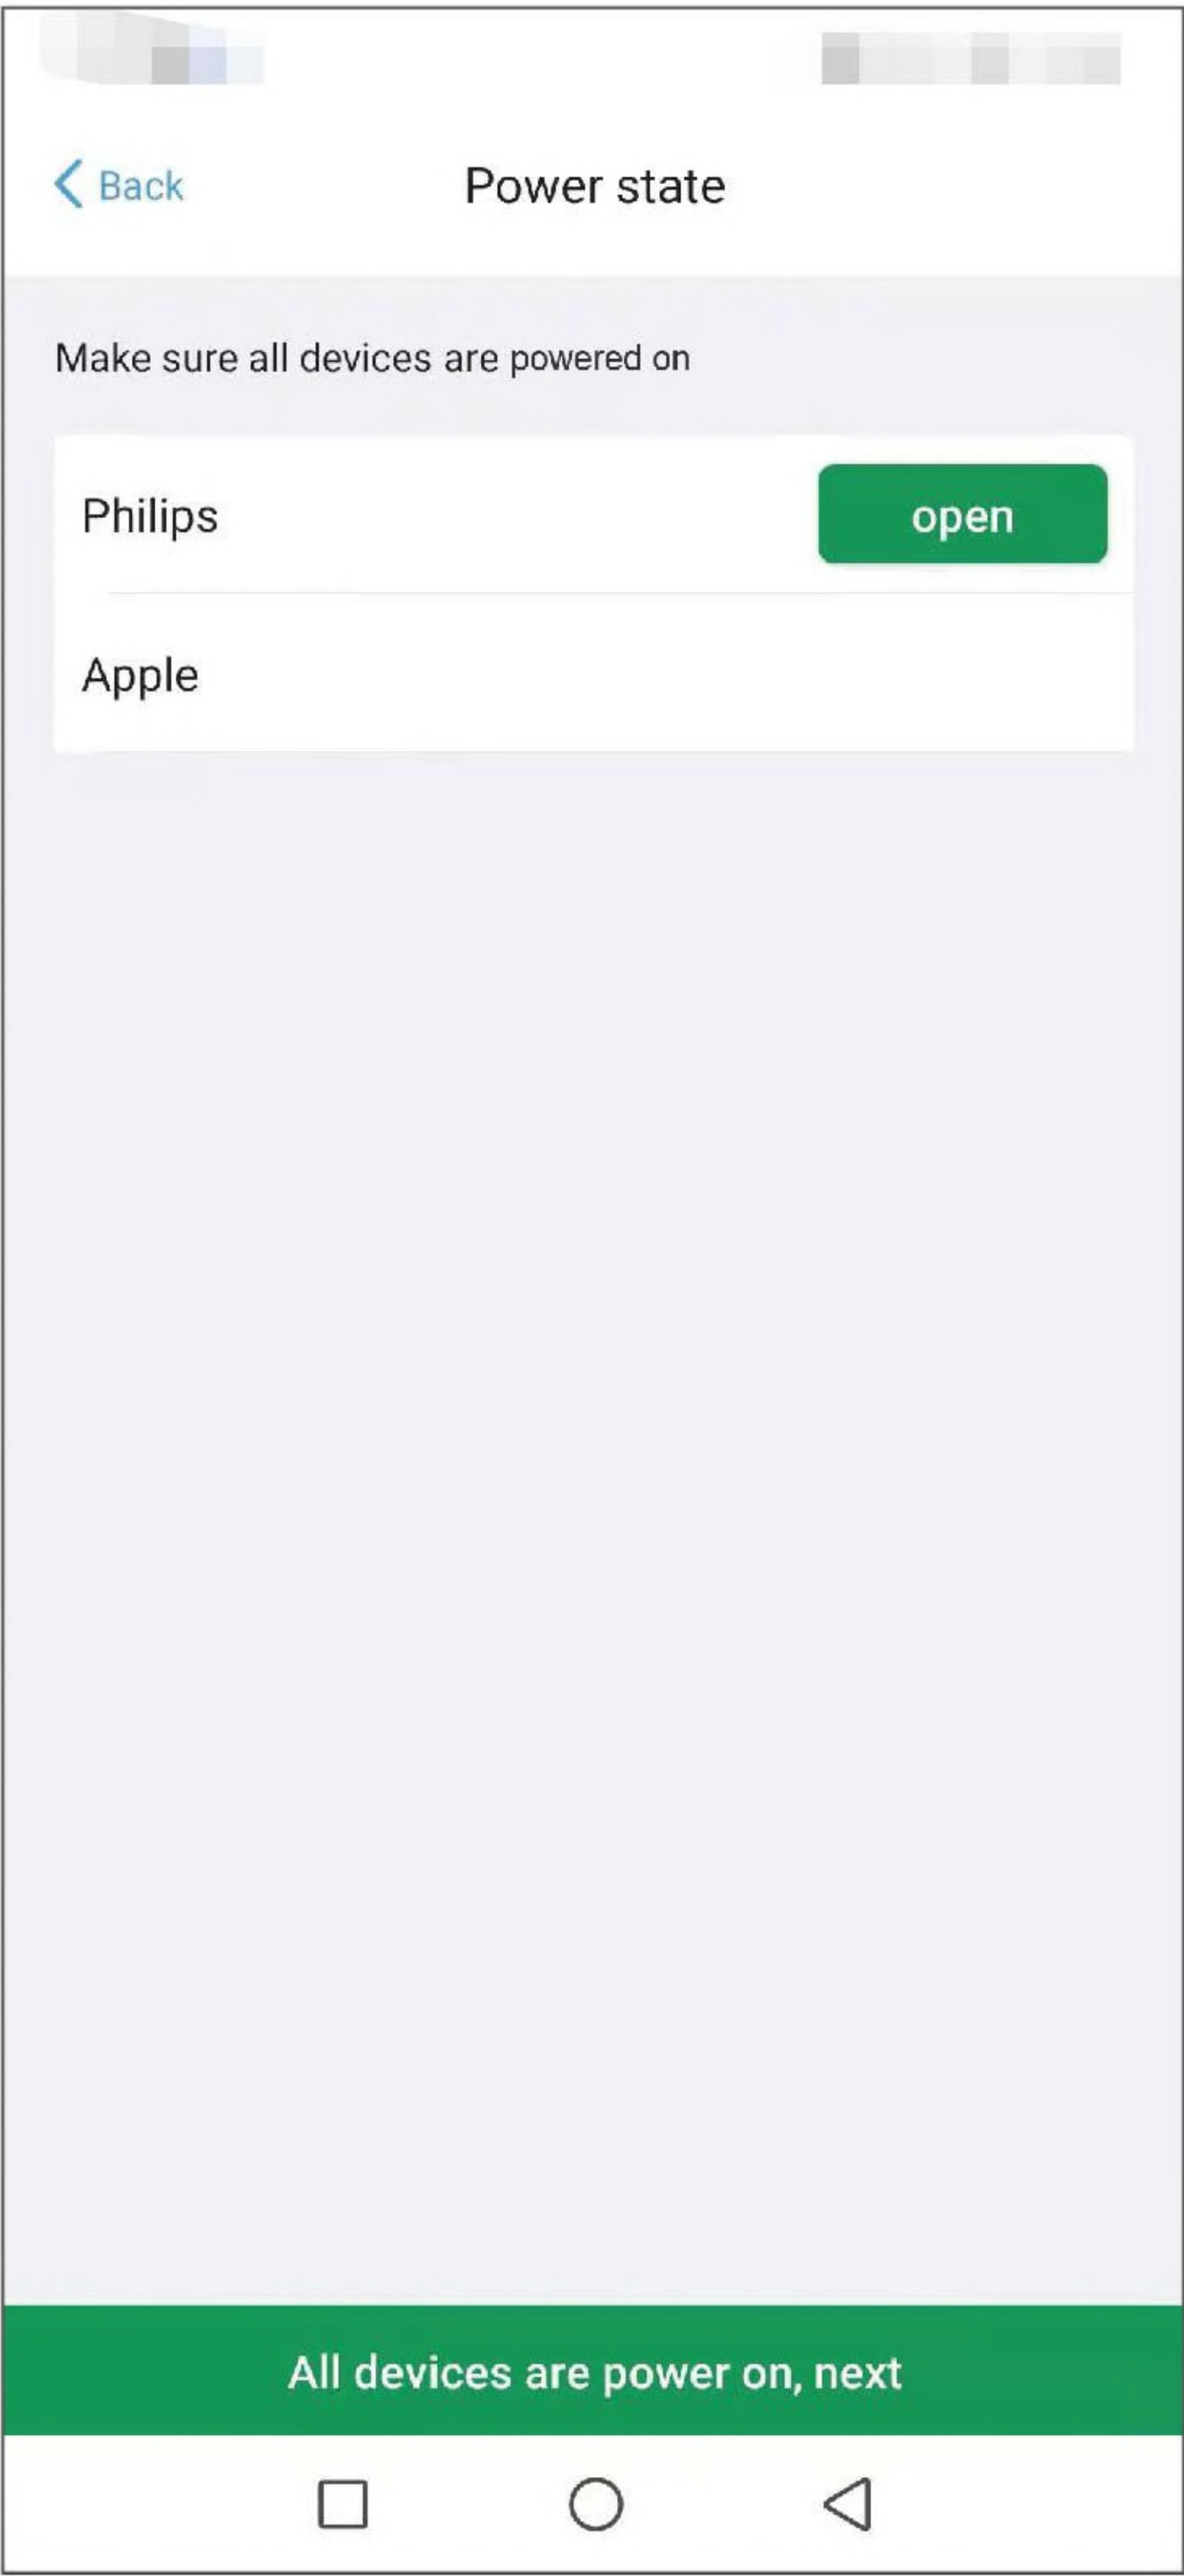 Back
Power state
Make sure all devices are powered on
Philips
open
Apple
All devices are power on, next